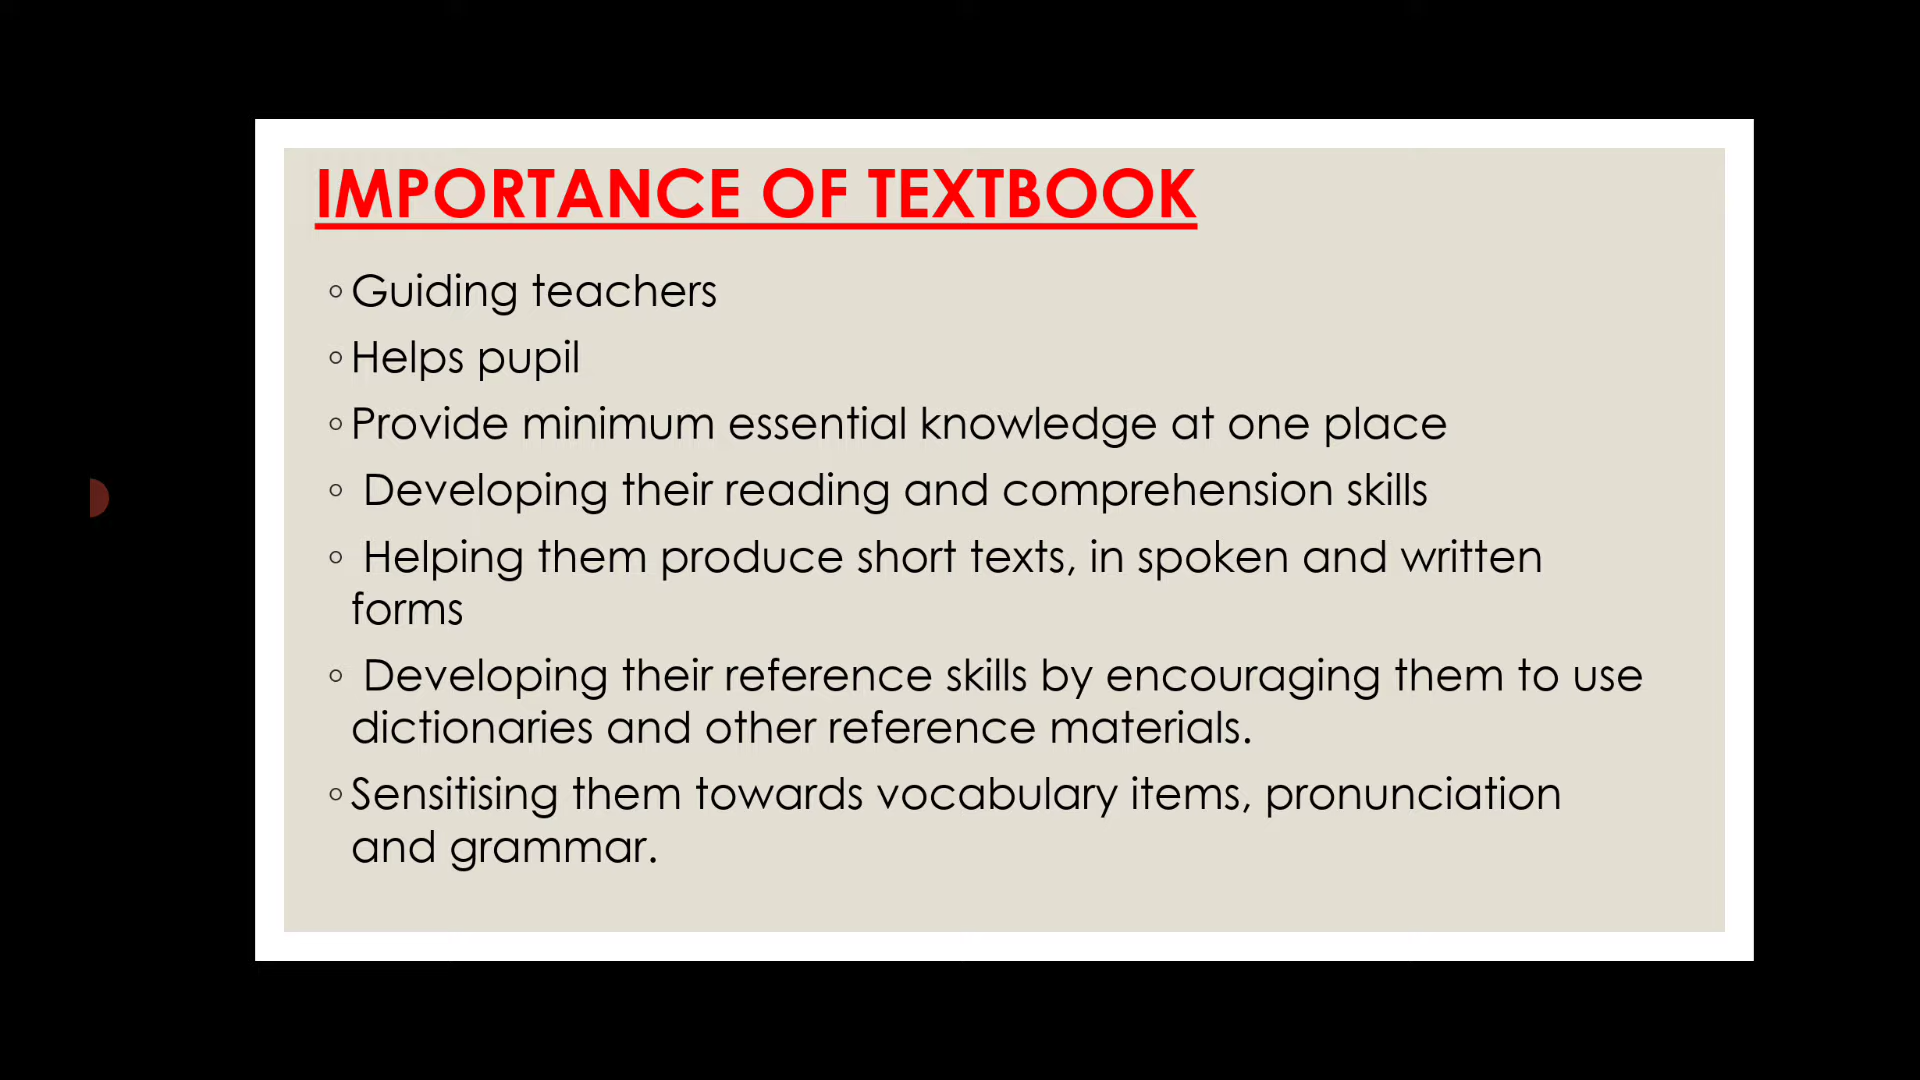 IMPORTANCE OF TEXTBOOK
◦Guiding teachers
◦Helps pupil
◦Provide minimum essential knowledge at one place
◦ Developing their reading and comprehension skills
◦ Helping them produce short texts, in spoken and written
forms
◦ Developing their reference skills by encouraging them to use
dictionaries and other reference materials.
◦Sensitising them towards vocabulary items, pronunciation
and grammar.